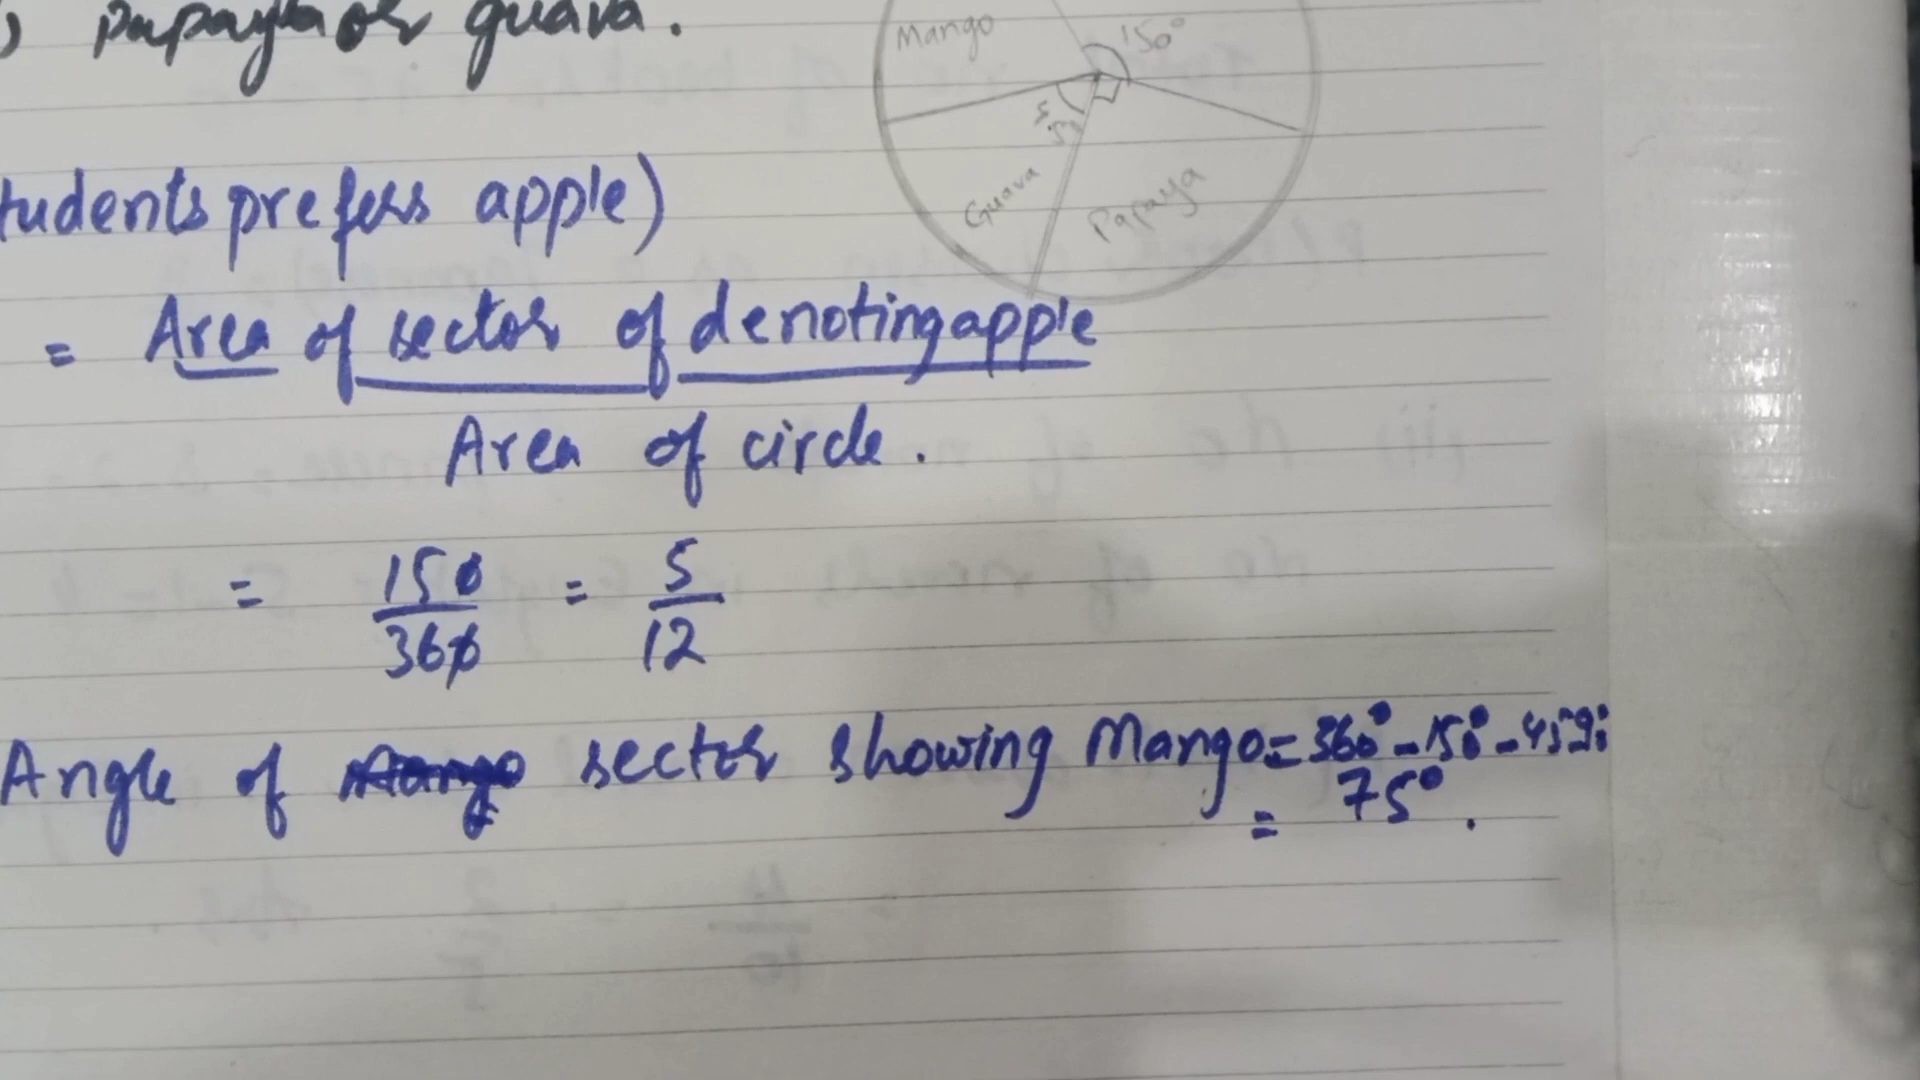 Papaya or guava.
Mango
150°
45°
Guava
Papaya
tudents prefers apple)
= Area of sector of denoting apple
Area of circle.
= 150 = 5
360 12
Angle of sector showing Mango = 360° - 150° - 45° - 90°
= 75°.